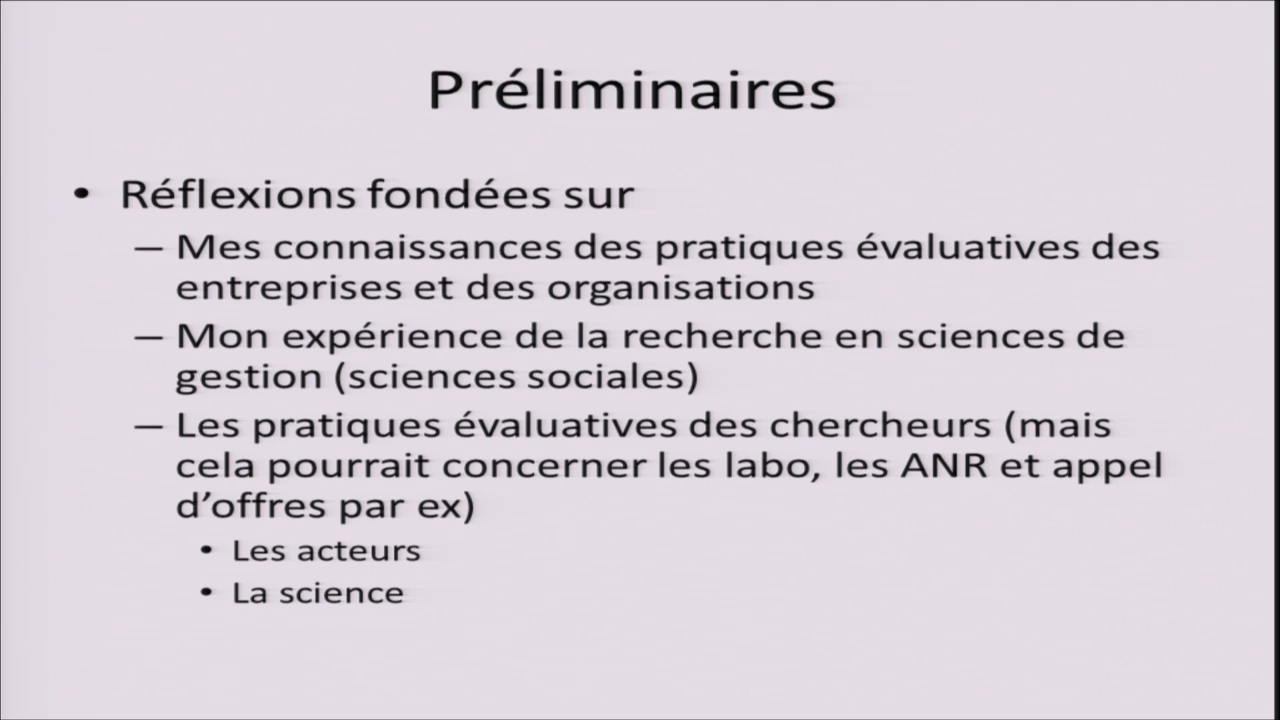 Préliminaires
• Réflexions fondées sur
– Mes connaissances des pratiques évaluatives des
entreprises et des organisations
– Mon expérience de la recherche en sciences de
gestion (sciences sociales)
– Les pratiques évaluatives des chercheurs (mais
cela pourrait concerner les labo, les ANR et appel
d’offres par ex)
• Les acteurs
• La science